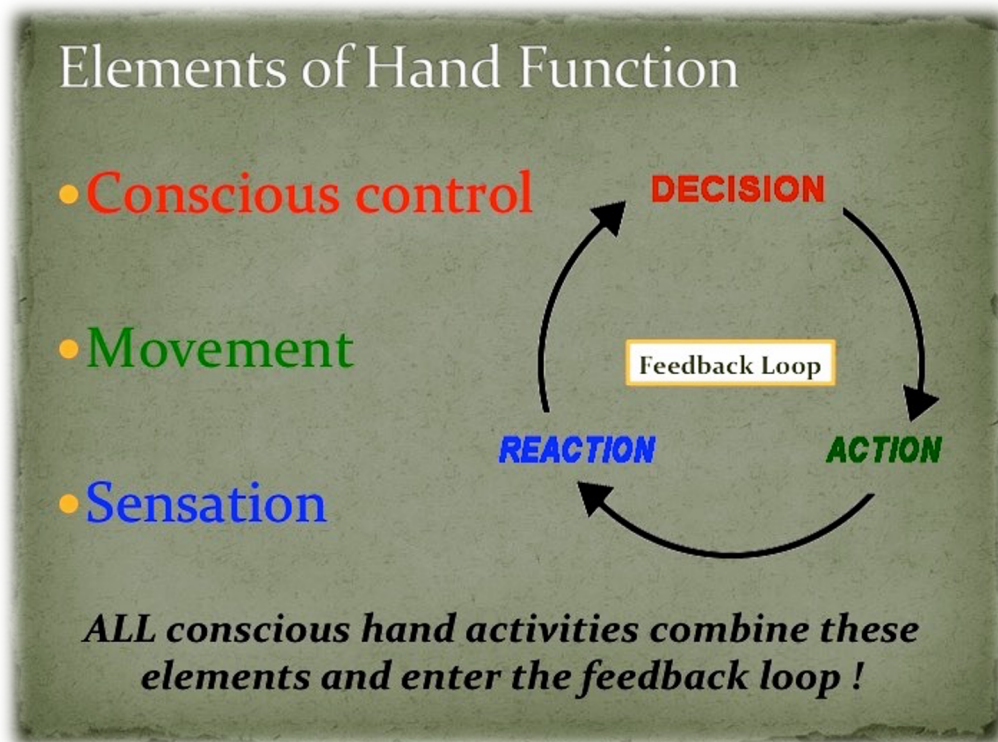 Elements of Hand Function
Conscious control
DECISION
Movement
Feedback Loop
REACTION
ACTION
Sensation
ALL conscious hand activities combine these
elements and enter the feedback loop !